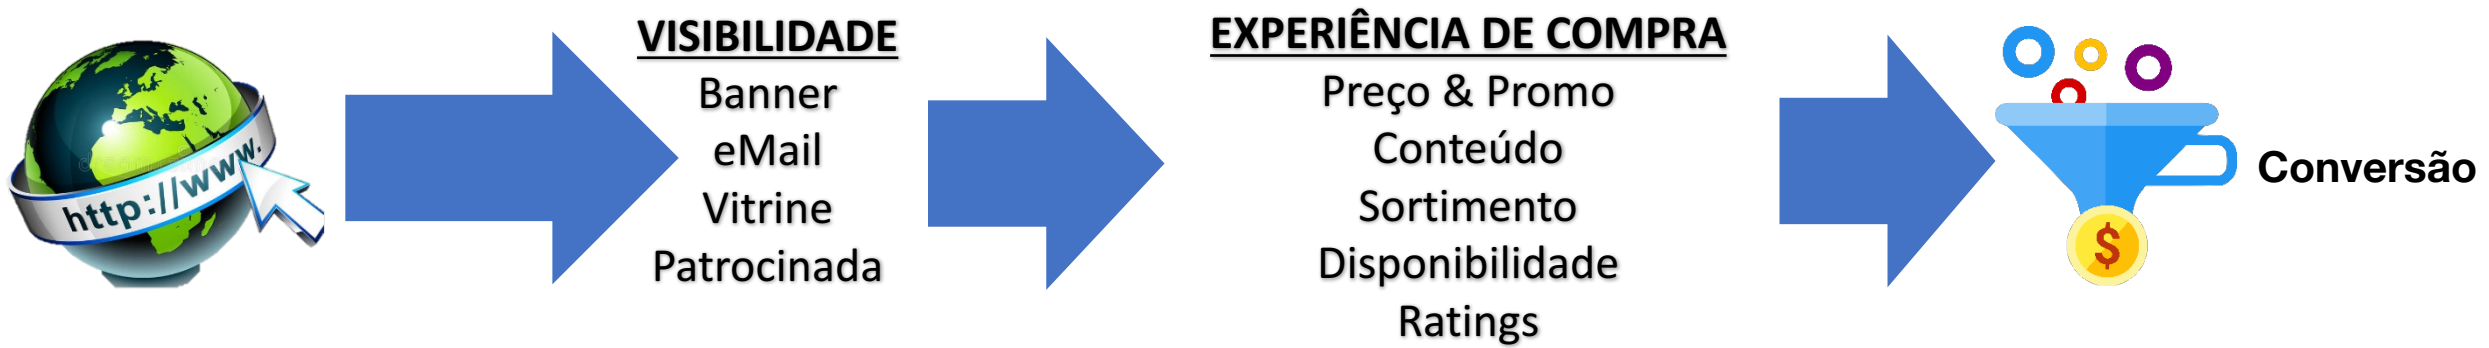 http://www.
VISIBILIDADE
Banner
eMail
Vitrine
Patrocinada
EXPERIÊNCIA DE COMPRA
Preço & Promo
Conteúdo
Sortimento
Disponibilidade
Ratings
$
Conversão